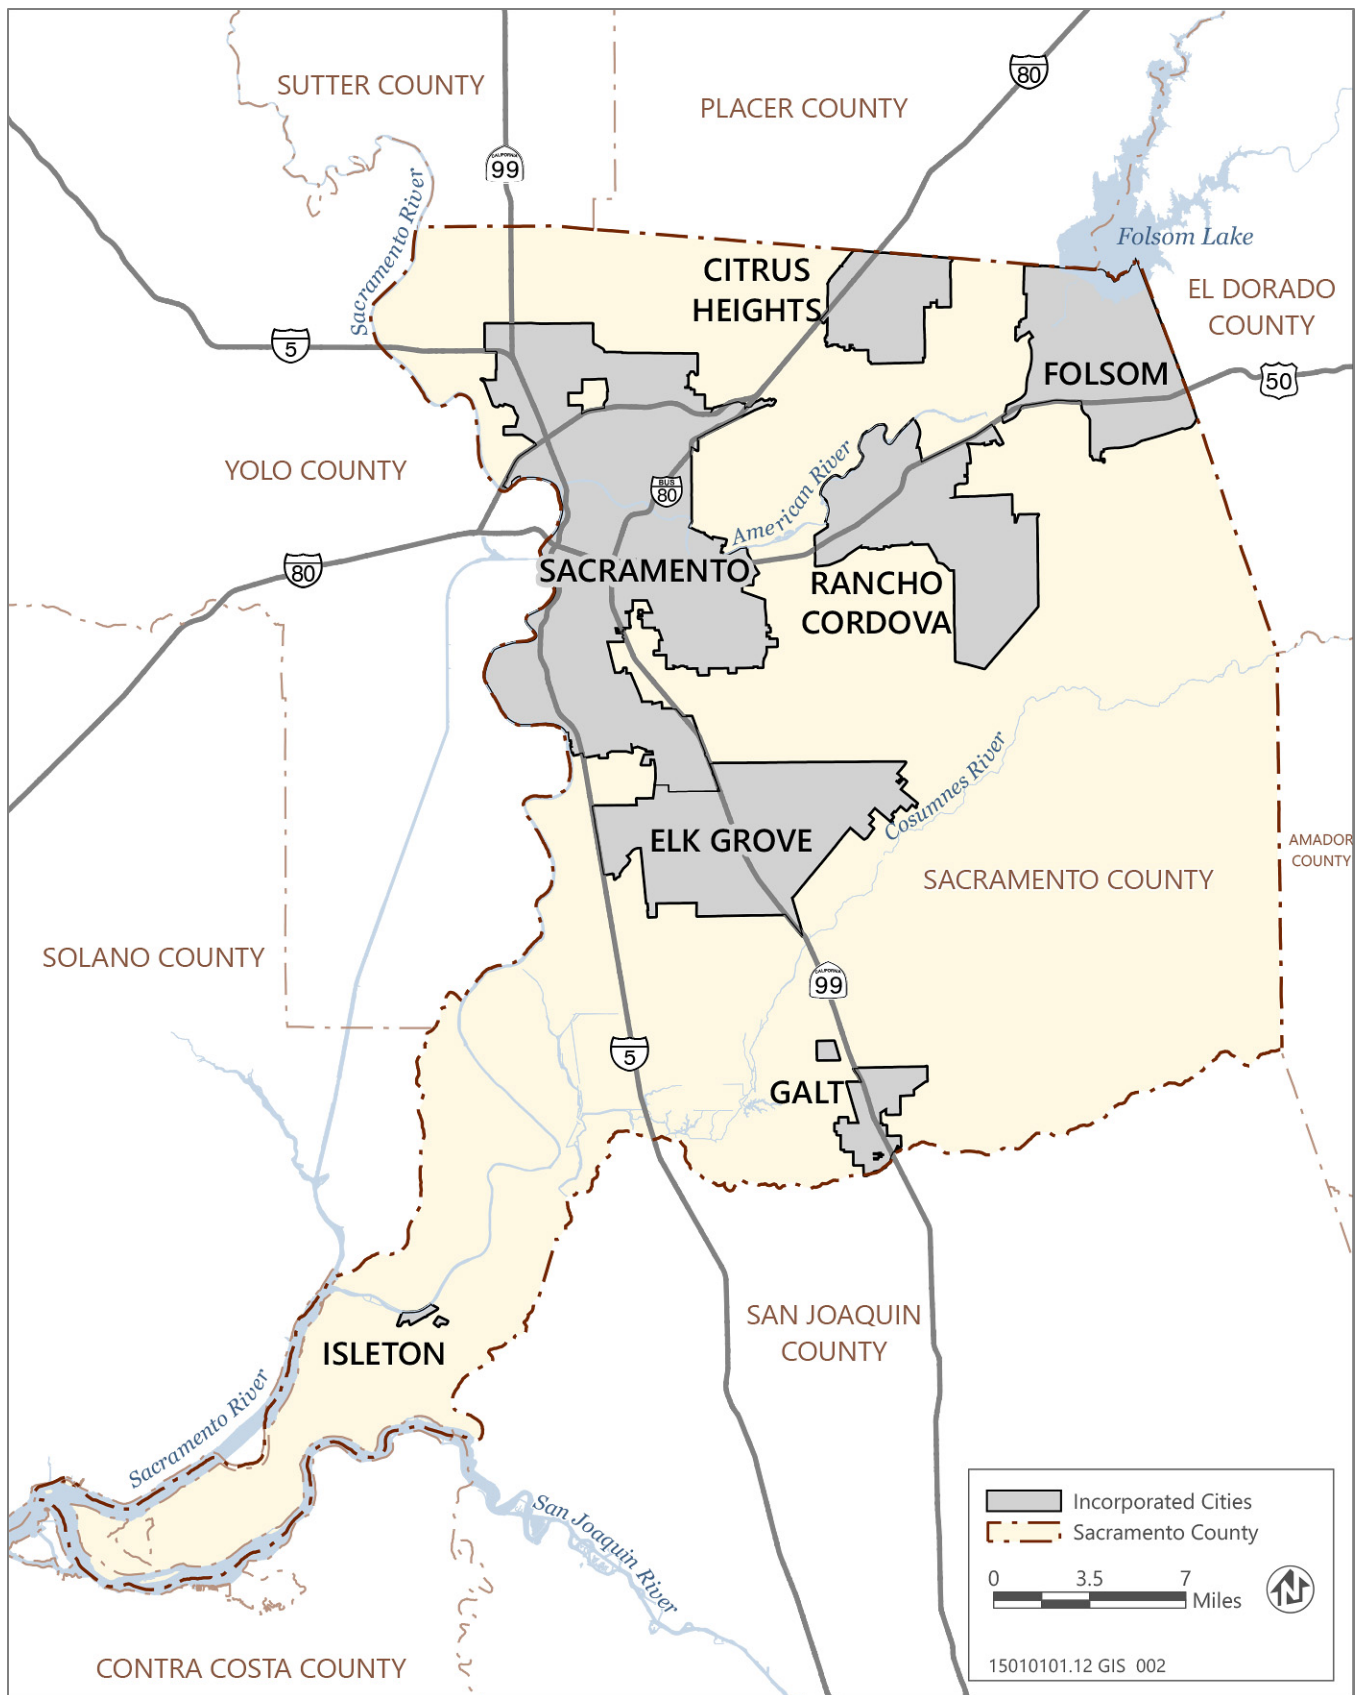 SUTTER COUNTY
PLACER COUNTY
80
CALIFORNIA
99
Sacramento River
Folsom Lake
CITRUS
HEIGHTS
EL DORADO
COUNTY
5
FOLSOM
50
YOLO COUNTY
BUS
80
American River
80
SACRAMENTO
RANCHO
CORDOVA
Cosumnes River
ELK GROVE
AMADOR
COUNTY
SACRAMENTO COUNTY
SOLANO COUNTY
CALIFORNIA
99
5
GALT
SAN JOAQUIN
COUNTY
ISLETON
Sacramento River
San Joaquin River
CONTRA COSTA COUNTY
Incorporated Cities
Sacramento County
0 3.5 7
Miles
N
15010101.12 GIS 002